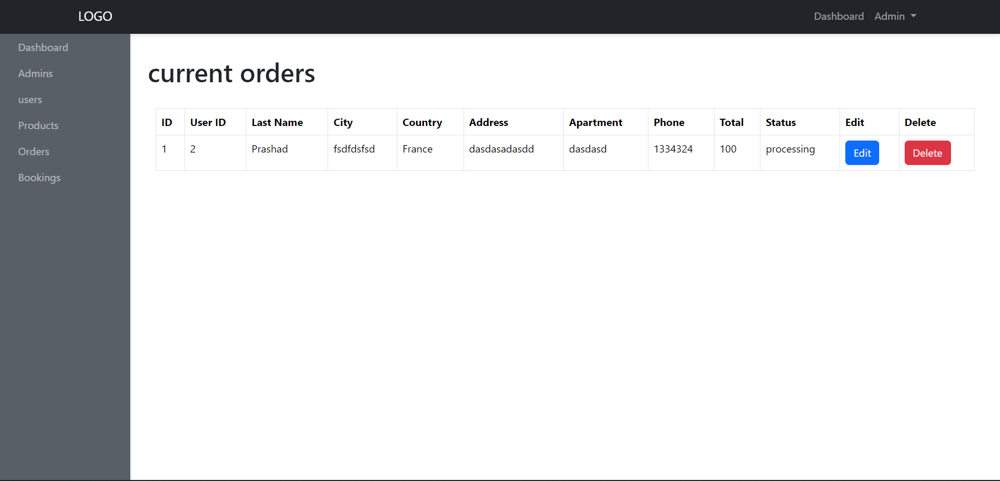 LOGO Dashboard Admin
Dashboard
Admins
users
Products
Orders
Bookings
current orders
ID User ID Last Name City Country Address Apartment Phone Total Status Edit Delete
1 2 Prashad fsdfdsfsd France dasdasadasdd dasdasd 1334324 100 processing Edit Delete